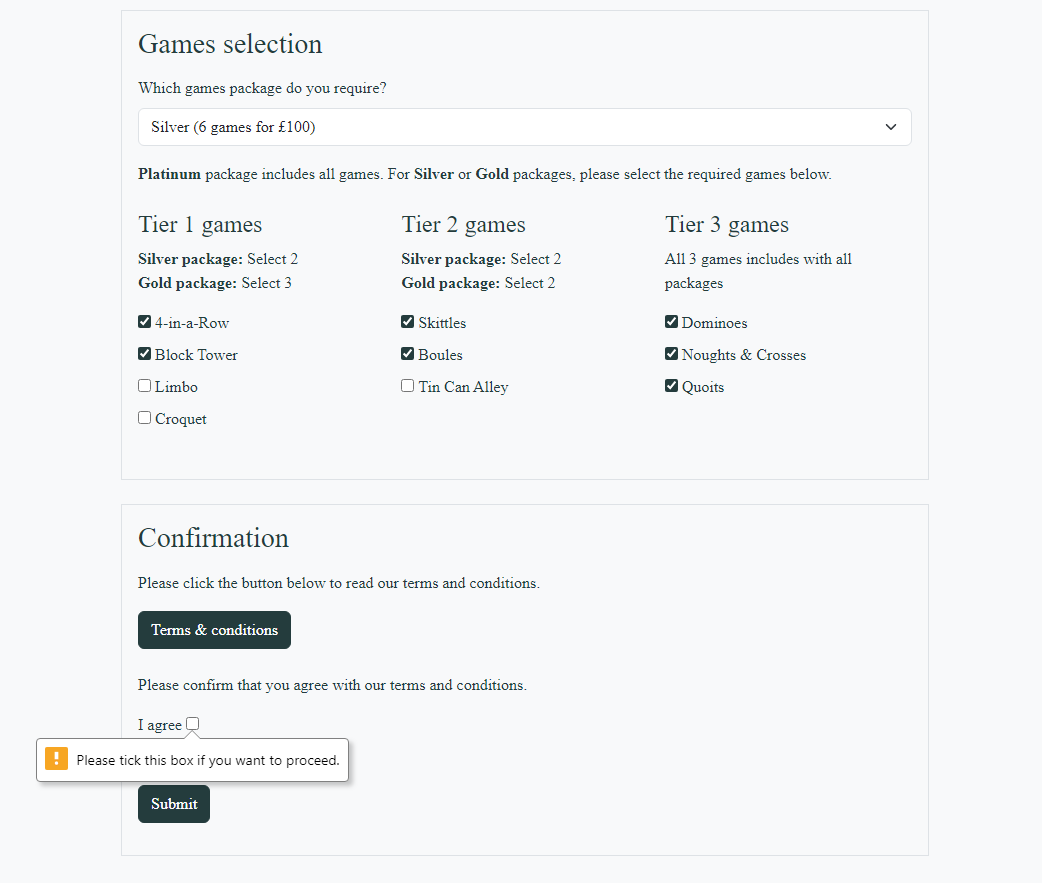 Games selection
Which games package do you require?
Silver (6 games for £100)
Platinum package includes all games. For Silver or Gold packages, please select the required games below.
Tier 1 games
Silver package: Select 2
Gold package: Select 3
4-in-a-Row
Block Tower
Limbo
Croquet
Tier 2 games
Silver package: Select 2
Gold package: Select 2
Skittles
Boules
Tin Can Alley
Tier 3 games
All 3 games includes with all
packages
Dominoes
Noughts & Crosses
Quoits
Confirmation
Please click the button below to read our terms and conditions.
Terms & conditions
Please confirm that you agree with our terms and conditions.
I agree
Please tick this box if you want to proceed.
Submit